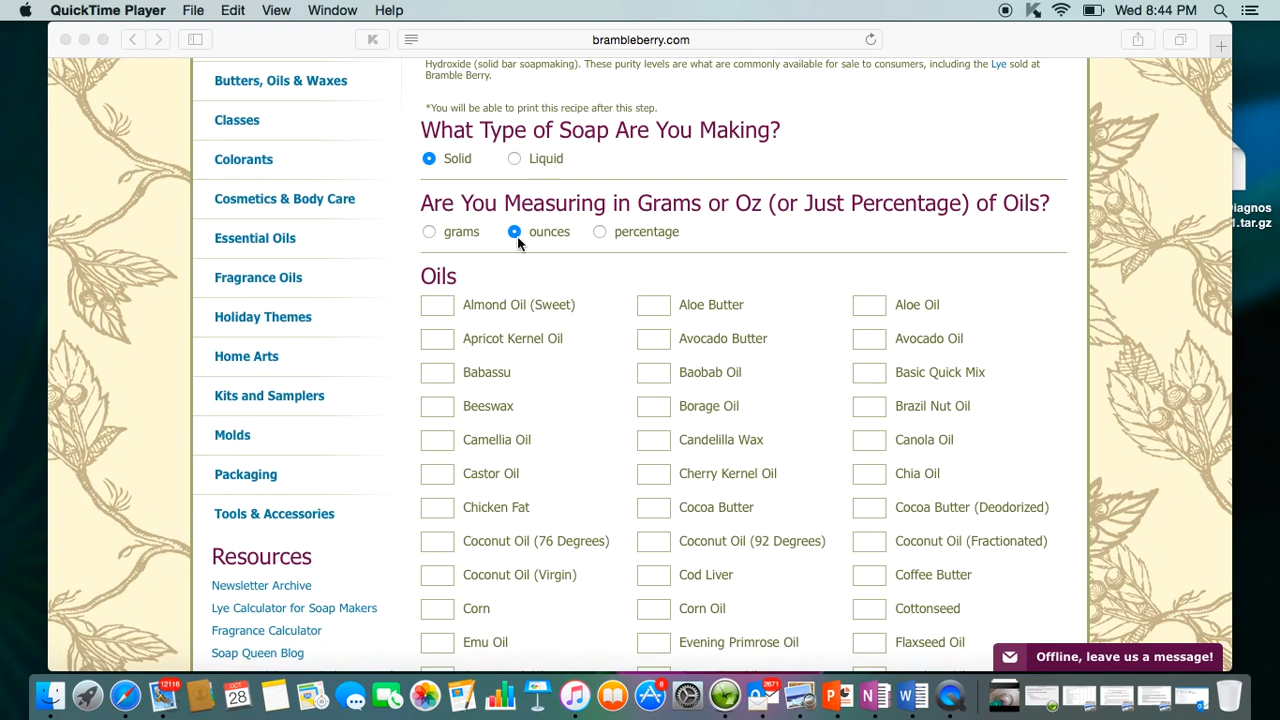 QuickTime Player File Edit View Window Help Wed 8:44 PM
brambleberry.com
Hydroxide (solid bar soapmaking). These purity levels are what are commonly available for sale to consumers, including the Lye sold at
Bramble Berry.
*You will be able to print this recipe after this step.
What Type of Soap Are You Making?
Solid Liquid
Are You Measuring in Grams or Oz (or Just Percentage) of Oils?
grams ounces percentage
Oils
Almond Oil (Sweet) Aloe Butter Aloe Oil
Apricot Kernel Oil Avocado Butter Avocado Oil
Babassu Baobab Oil Basic Quick Mix
Beeswax Borage Oil Brazil Nut Oil
Camellia Oil Candelilla Wax Canola Oil
Castor Oil Cherry Kernel Oil Chia Oil
Chicken Fat Cocoa Butter Cocoa Butter (Deodorized)
Coconut Oil (76 Degrees) Coconut Oil (92 Degrees) Coconut Oil (Fractionated)
Coconut Oil (Virgin) Cod Liver Coffee Butter
Corn Corn Oil Cottonseed
Emu Oil Evening Primrose Oil Flaxseed Oil
Butters, Oils & Waxes
Classes
Colorants
Cosmetics & Body Care
Essential Oils
Fragrance Oils
Holiday Themes
Home Arts
Kits and Samplers
Molds
Packaging
Tools & Accessories
Resources
Newsletter Archive
Lye Calculator for Soap Makers
Fragrance Calculator
Soap Queen Blog
Offline, leave us a message!
iagnos
1.tar.gz
12116
OCT
28
6
2671